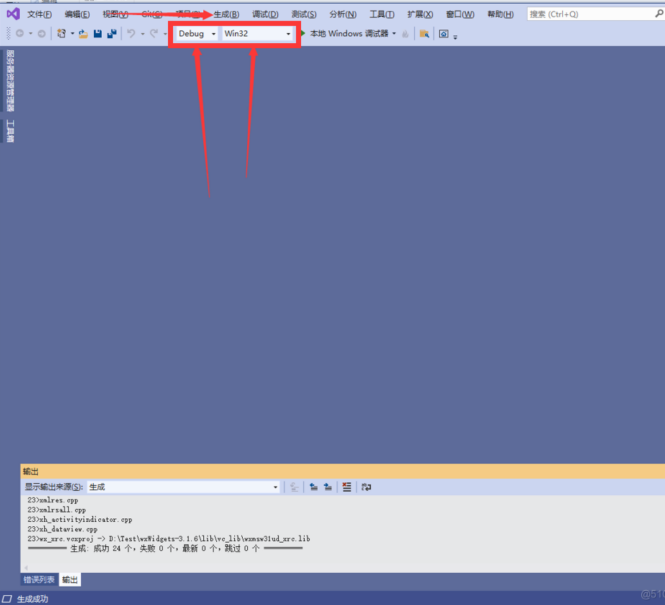 文件(F) 编辑(E) 视图(V) Git(G) 项目(P) 生成(B) 调试(D) 测试(S) 分析(N) 工具(T) 扩展(X) 窗口(W) 帮助(H) 搜索 (Ctrl+Q)
Debug Win32 本地 Windows 调试器
服务器资源管理器
工具箱
输出
显示输出来源(S): 生成
23>xmlres.cpp
23>xmlrsall.cpp
23>xh_activityindicator.cpp
23>xh_dataview.cpp
23>wx_xrc.vcxproj -> D:\Test\wxWidgets-3.1.6\lib\vc_lib\wxmsw31ud_xrc.lib
========== 生成: 成功 24 个，失败 0 个，最新 0 个，跳过 0 个 ==========
错误列表 输出
生成成功